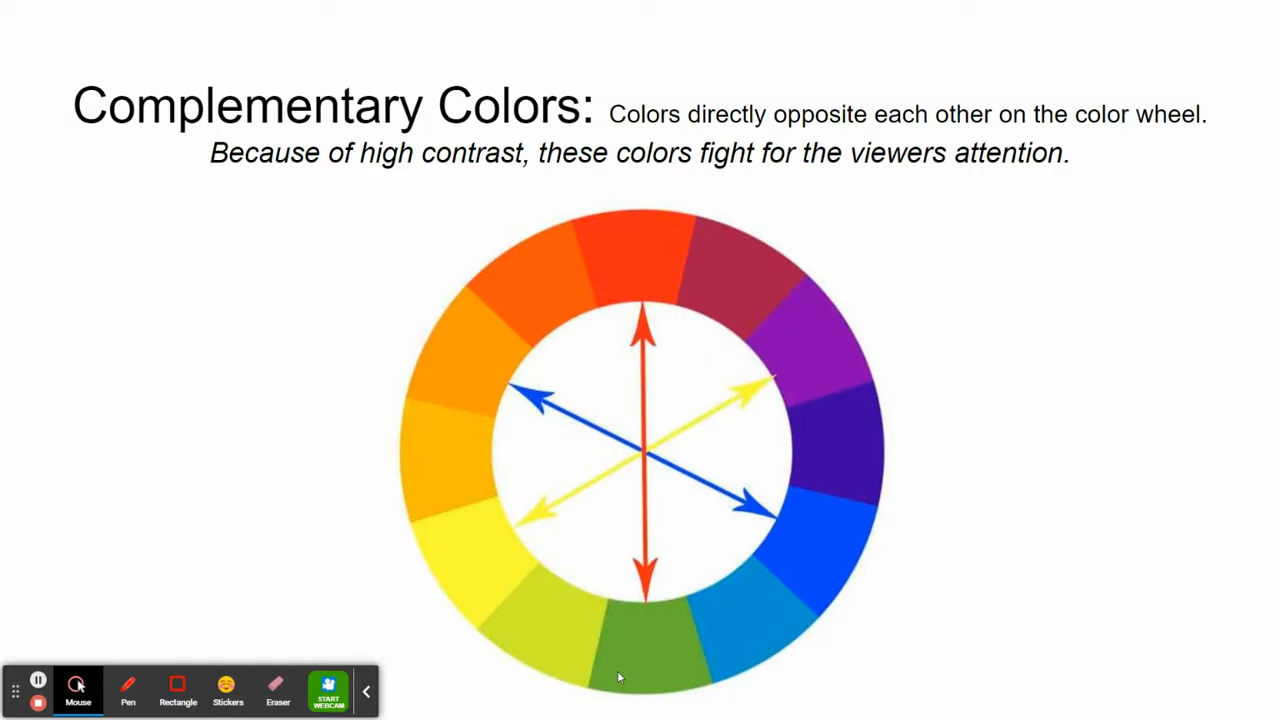 Complementary Colors: Colors directly opposite each other on the color wheel.
Because of high contrast, these colors fight for the viewers attention.
Mouse
Pen
Rectangle
Stickers
Eraser
START
WEBCAM